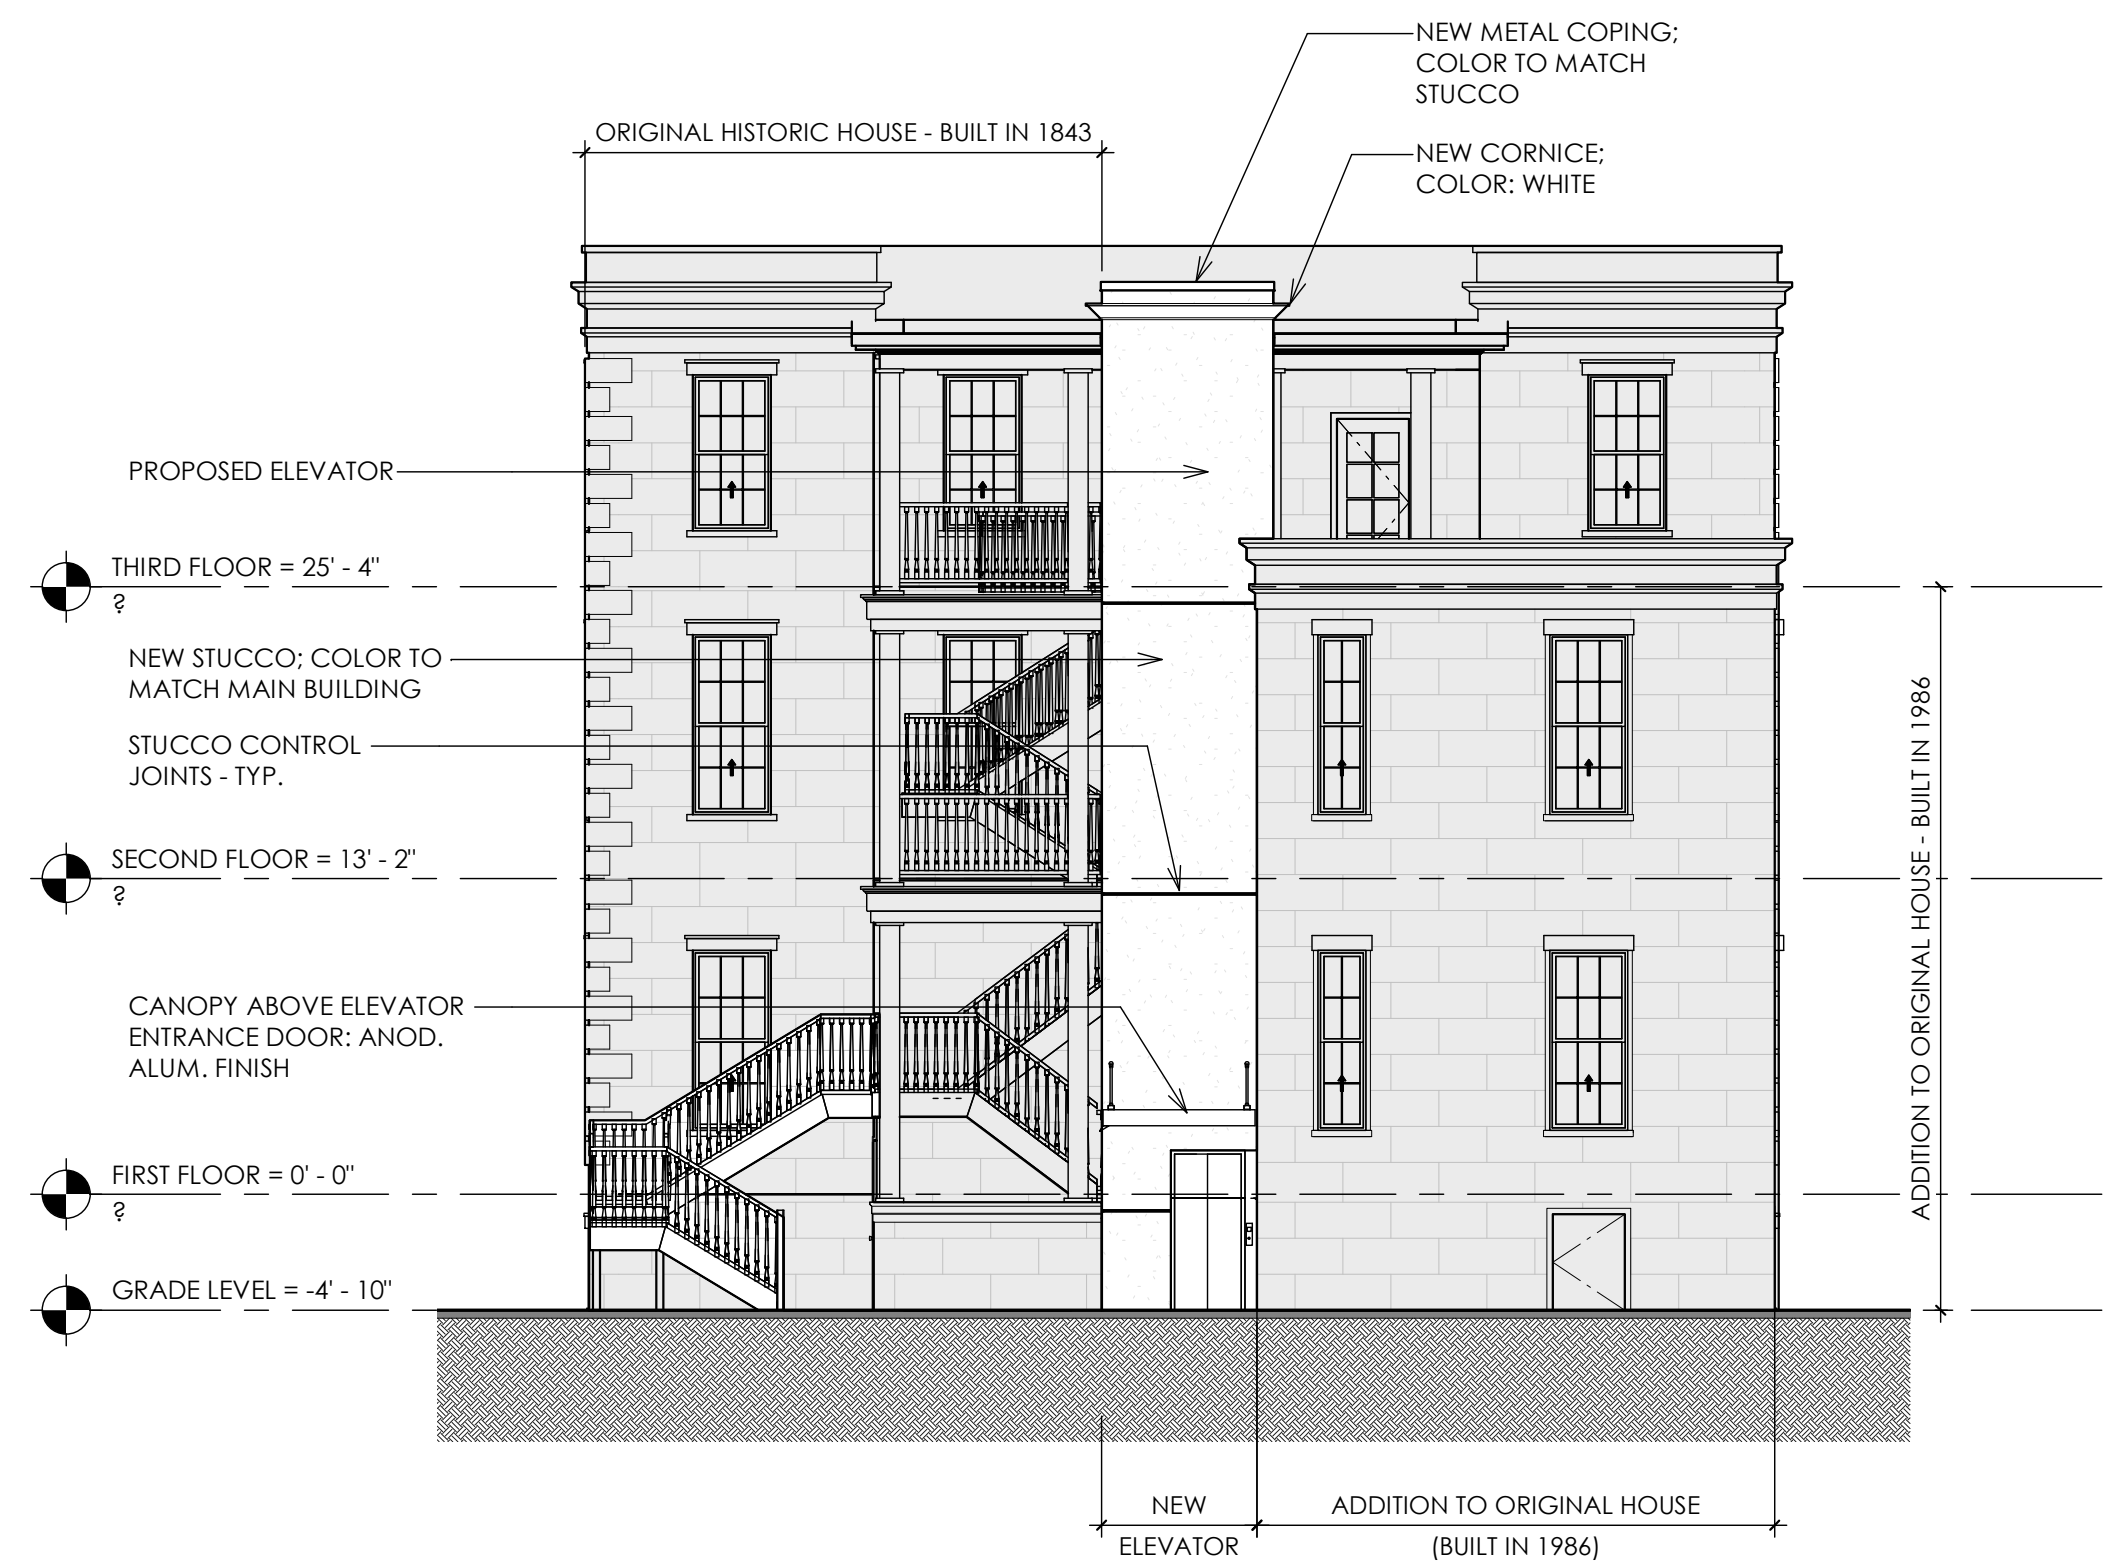 NEW METAL COPING;
COLOR TO MATCH
STUCCO
ORIGINAL HISTORIC HOUSE - BUILT IN 1843
NEW CORNICE;
COLOR: WHITE
PROPOSED ELEVATOR
THIRD FLOOR = 25' - 4"
?
NEW STUCCO; COLOR TO
MATCH MAIN BUILDING
STUCCO CONTROL
JOINTS - TYP.
SECOND FLOOR = 13' - 2"
?
CANOPY ABOVE ELEVATOR
ENTRANCE DOOR: ANOD.
ALUM. FINISH
FIRST FLOOR = 0' - 0"
?
GRADE LEVEL = -4' - 10"
ADDITION TO ORIGINAL HOUSE - BUILT IN 1986
NEW
ELEVATOR
ADDITION TO ORIGINAL HOUSE
(BUILT IN 1986)